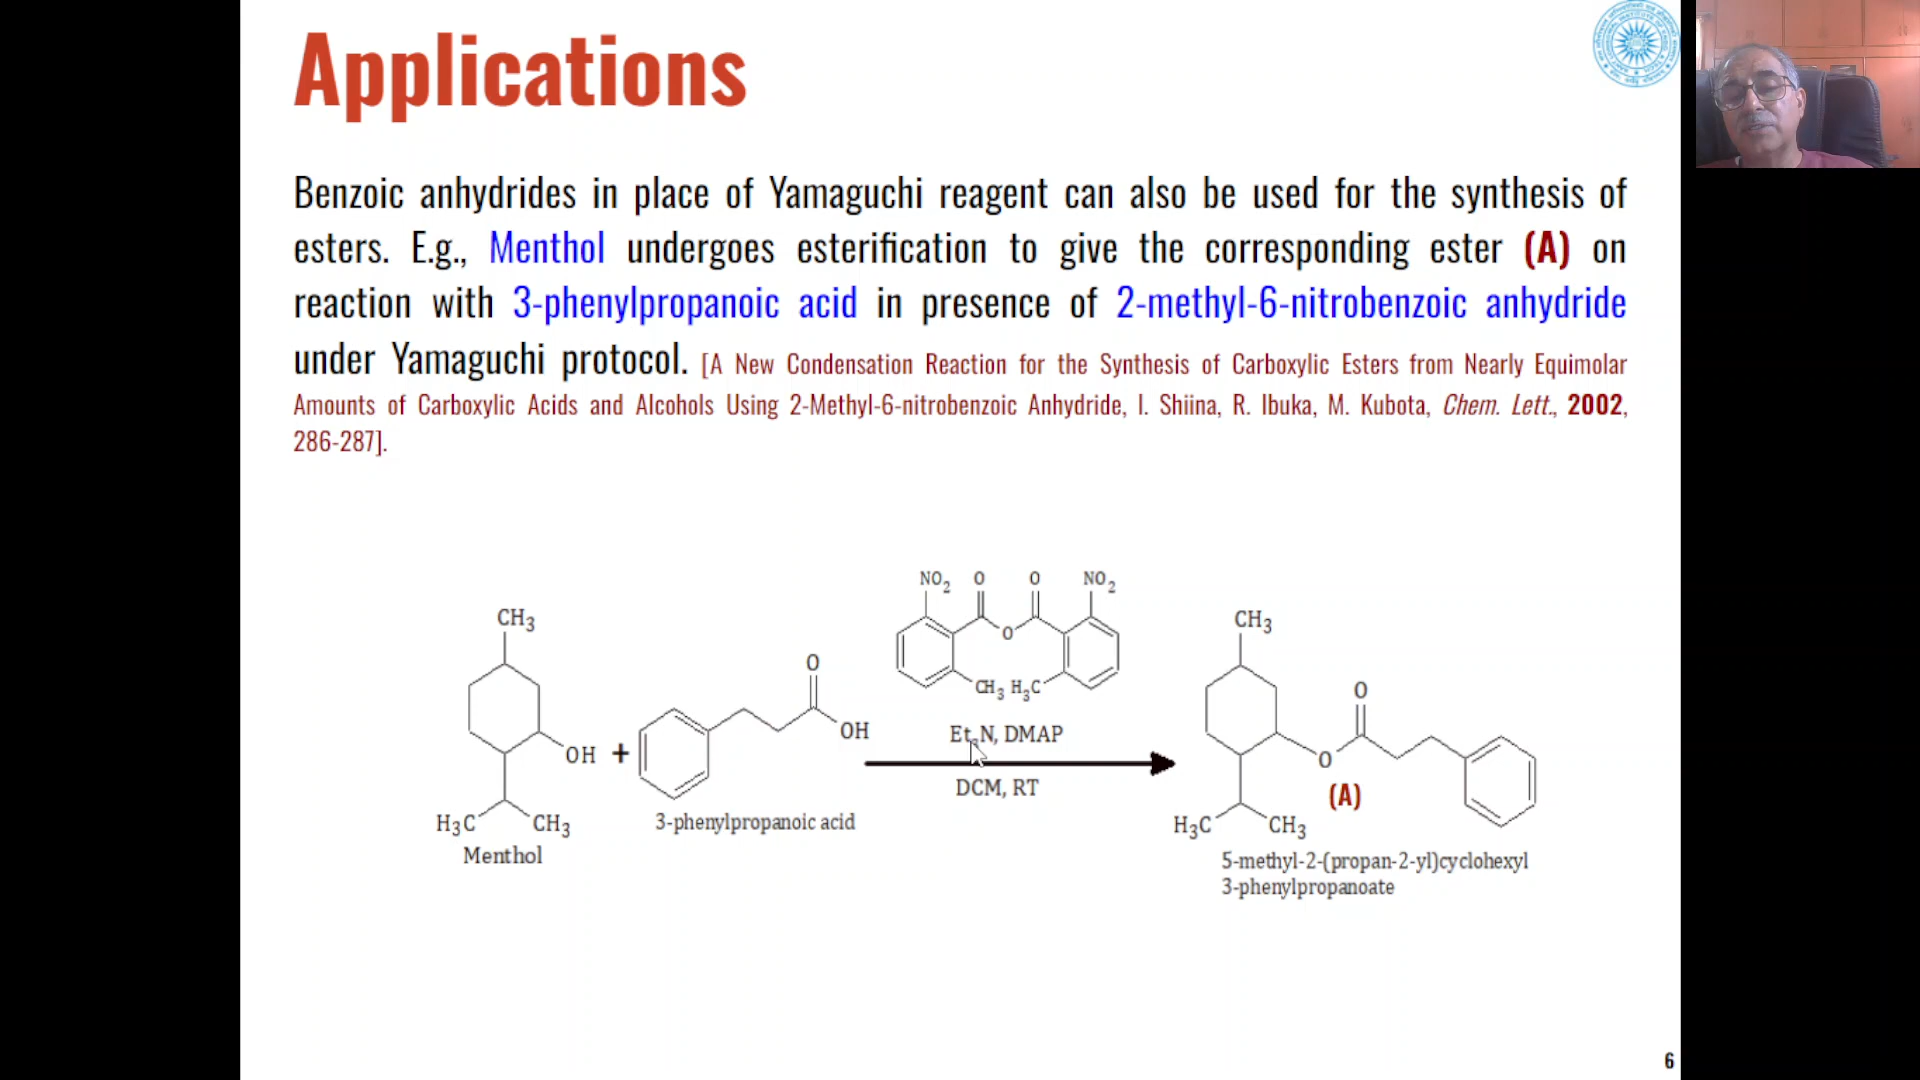 Applications
Benzoic anhydrides in place of Yamaguchi reagent can also be used for the synthesis of
esters. E.g., Menthol undergoes esterification to give the corresponding ester (A) on
reaction with 3-phenylpropanoic acid in presence of 2-methyl-6-nitrobenzoic anhydride
under Yamaguchi protocol. [A New Condensation Reaction for the Synthesis of Carboxylic Esters from Nearly Equimolar
Amounts of Carboxylic Acids and Alcohols Using 2-Methyl-6-nitrobenzoic Anhydride, I. Shiina, R. Ibuka, M. Kubota, Chem. Lett., 2002,
286-287].
NO2 O O NO2
O
CH3 H3C
CH3
OH
H3C CH3
Menthol
+
O
OH
3-phenylpropanoic acid
Et3N, DMAP
DCM, RT
CH3
O
O
(A)
H3C CH3
5-methyl-2-(propan-2-yl)cyclohexyl
3-phenylpropanoate
6